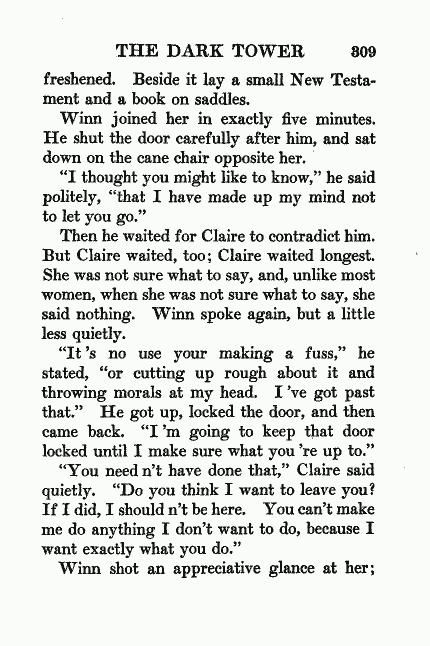 THE DARK TOWER 309
freshened. Beside it lay a small New Testa-
ment and a book on saddles.
Winn joined her in exactly five minutes.
He shut the door carefully after him, and sat
down on the cane chair opposite her.
“I thought you might like to know,” he said
politely, “that I have made up my mind not
to let you go.”
Then he waited for Claire to contradict him.
But Claire waited, too; Claire waited longest.
She was not sure what to say, and, unlike most
women, when she was not sure what to say, she
said nothing. Winn spoke again, but a little
less quietly.
“It ’s no use your making a fuss,” he
stated, “or cutting up rough about it and
throwing morals at my head. I ’ve got past
that.” He got up, locked the door, and then
came back. “I ’m going to keep that door
locked until I make sure what you ’re up to.”
“You need n’t have done that,” Claire said
quietly. “Do you think I want to leave you?
If I did, I should n’t be here. You can’t make
me do anything I don’t want to do, because I
want exactly what you do.”
Winn shot an appreciative glance at her;